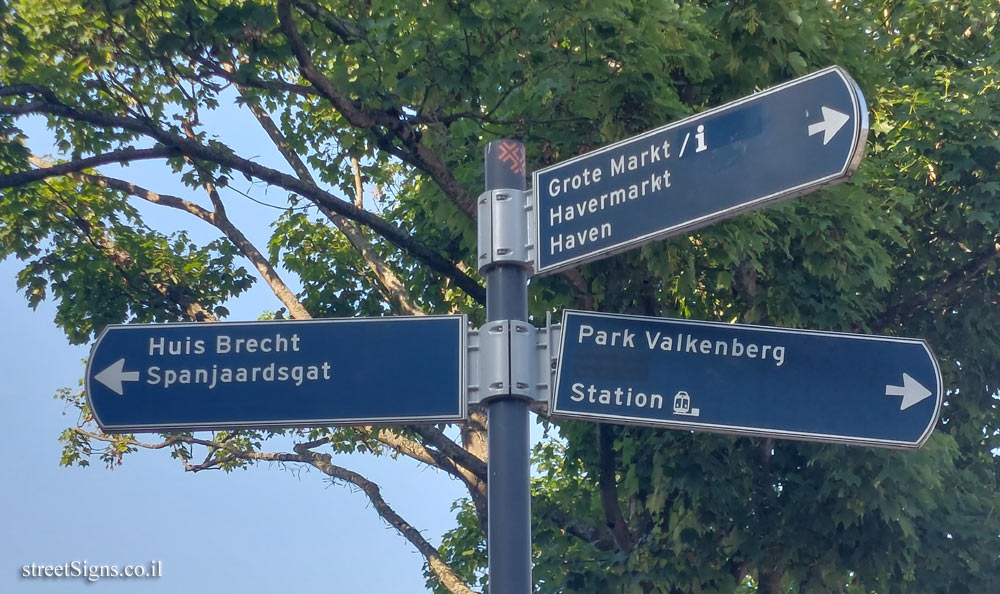 Grote Markt / i
Havermarkt
Haven
Huis Brecht
Spanjaardsgat
Park Valkenberg
Station
streetSigns.co.il